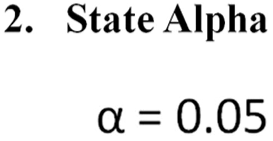 2. State Alpha
α = 0.05